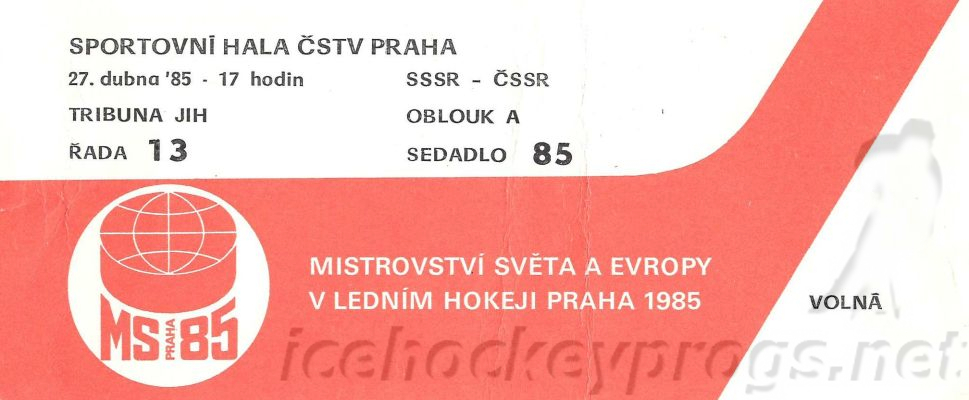 SPORTOVNÍ HALA ČSTV PRAHA
27. dubna '85 - 17 hodin SSSR - ČSSR
TRIBUNA JIH OBLOUK A
ŘADA 13 SEDADLO 85
MISTROVSTVÍ SVĚTA A EVROPY
V LEDNÍM HOKEJI PRAHA 1985
VOLNÁ
MS PRAHA 85
icehockeyprogs.net